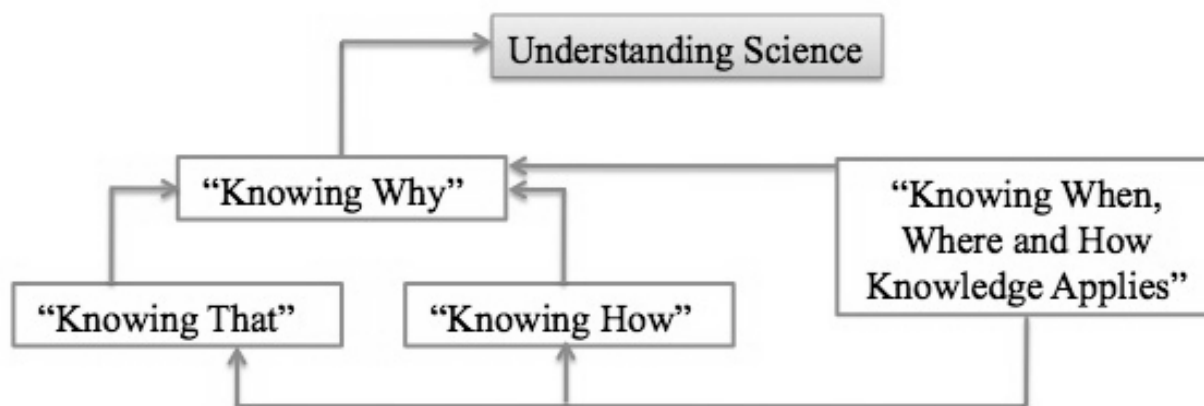 Understanding Science
“Knowing Why”
“Knowing When,
Where and How
Knowledge Applies”
“Knowing That”
“Knowing How”